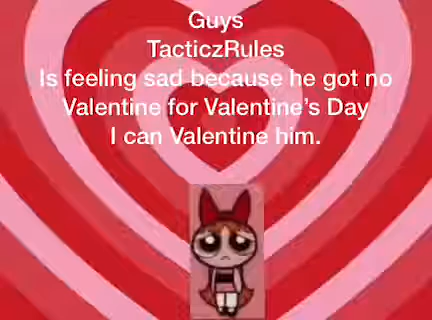 Guys
TacticzRules
Is feeling sad because he got no
Valentine for Valentine's Day
I can Valentine him.